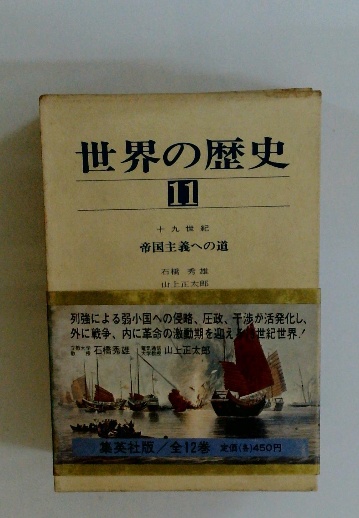 世界の歴史
11
十九世紀
帝国主義への道
石橋 秀雄
山上正太郎
列強による弱小国への侵略、圧政、干渉が活発化し、
外に戦争、内に革命の激動期を迎え 世紀世界!
石橋秀雄 山上正太郎
集英社版/全12巻 定価(各)450円